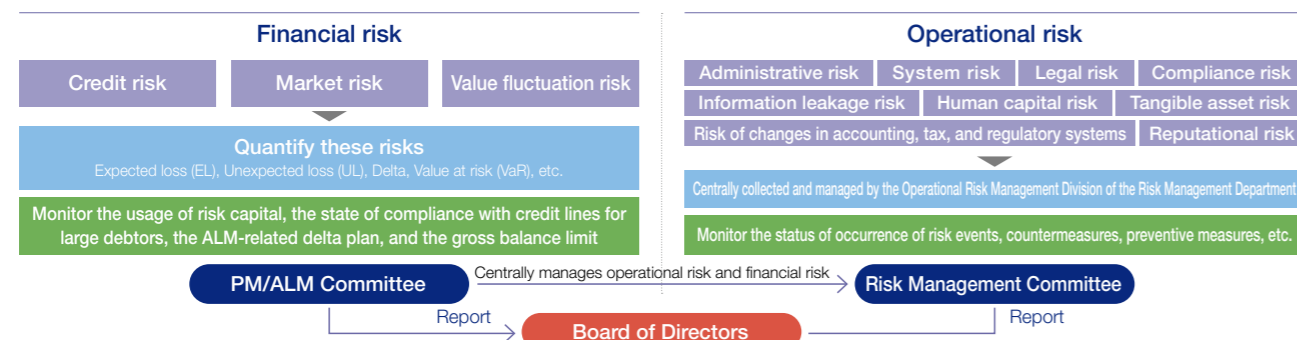 Financial risk
Credit risk
Market risk
Value fluctuation risk
Quantify these risks
Expected loss (EL), Unexpected loss (UL), Delta, Value at risk (VaR), etc.
Monitor the usage of risk capital, the state of compliance with credit lines for
large debtors, the ALM-related delta plan, and the gross balance limit
Operational risk
Administrative risk
System risk
Legal risk
Compliance risk
Information leakage risk
Human capital risk
Tangible asset risk
Risk of changes in accounting, tax, and regulatory systems
Reputational risk
Centrally collected and managed by the Operational Risk Management Division of the Risk Management Department
Monitor the status of occurrence of risk events, countermeasures, preventive measures, etc.
PM/ALM Committee
Centrally manages operational risk and financial risk
Risk Management Committee
Report
Board of Directors
Report